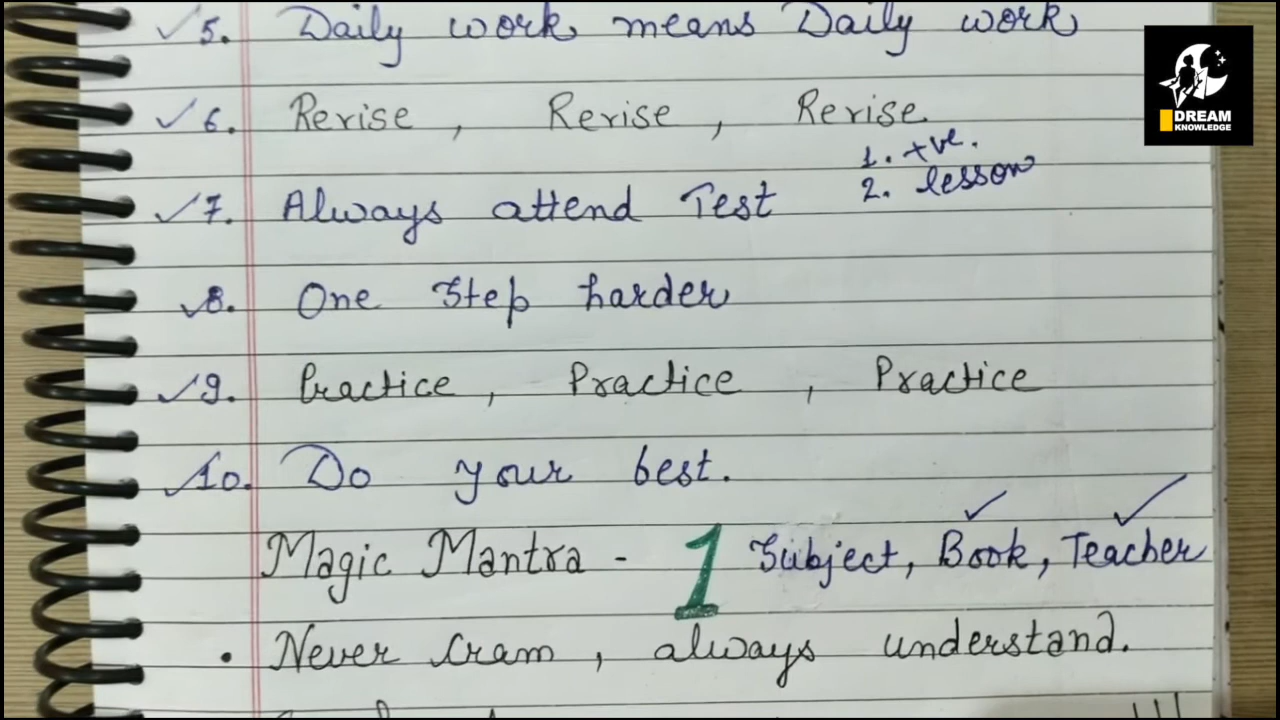 ✓5. Daily work means Daily work
✓6. Revise, Revise, Revise.
1. +ve.
2. lesson
✓7. Always attend Test
✓8. One Step harder
✓9. Practice, Practice, Practice
✓10. Do your best.
Magic Mantra - 1 Subject, Book, Teacher
• Never Cram, always understand.
DREAM
KNOWLEDGE